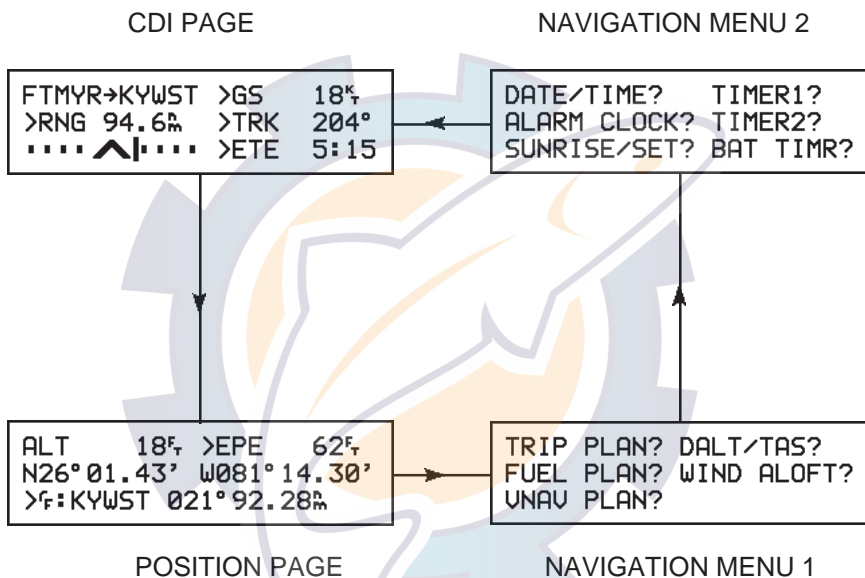 CDI PAGE
NAVIGATION MENU 2
FTMYR→KYWST >GS 18ᴷₜ
>RNG 94.6ⁿₘ >TRK 204°
>ETE 5:15
DATE/TIME? TIMER1?
ALARM CLOCK? TIMER2?
SUNRISE/SET? BAT TIMR?
ALT 18ᶠₜ >EPE 62ᶠₜ
N26°01.43' W081°14.30'
>ᶠᵣ:KYWST 021°92.28ⁿₘ
TRIP PLAN? DALT/TAS?
FUEL PLAN? WIND ALOFT?
VNAV PLAN?
POSITION PAGE
NAVIGATION MENU 1